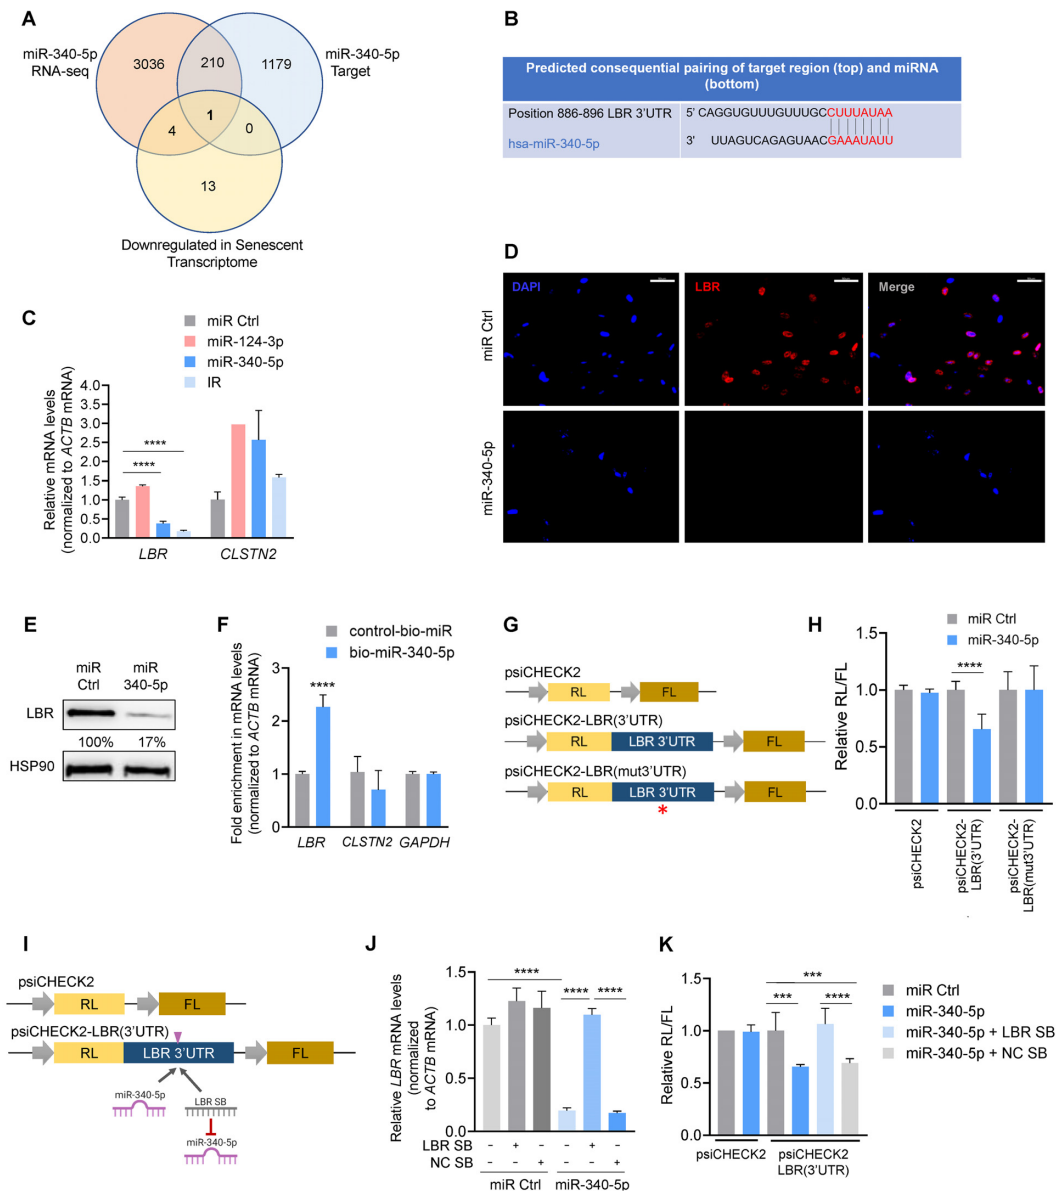 A
miR-340-5p
RNA-seq
3036
210
1179
miR-340-5p
Target
4
1
0
13
Downregulated in Senescent
Transcriptome
B
Predicted consequential pairing of target region (top) and miRNA
(bottom)
Position 886-896 LBR 3'UTR
5' CAGGUGUUUGUUUGCCUUUAUAA
hsa-miR-340-5p
3' UUAGUCAGAGUAACGAAAUAUU
C
miR Ctrl
miR-124-3p
miR-340-5p
IR
Relative mRNA levels
(normalized to ACTB mRNA)
4.0
3.5
3.0
2.5
2.0
1.5
1.0
0.5
0.0
****
****
LBR
CLSTN2
D
DAPI
LBR
Merge
miR Ctrl
miR-340-5p
E
miR
Ctrl
miR
340-5p
LBR
100%
17%
HSP90
F
control-bio-miR
bio-miR-340-5p
Fold enrichment in mRNA levels
(normalized to ACTB mRNA)
3
2
1
0
****
LBR
CLSTN2
GAPDH
G
psiCHECK2
RL
FL
psiCHECK2-LBR(3'UTR)
RL
LBR 3'UTR
FL
psiCHECK2-LBR(mut3'UTR)
RL
LBR 3'UTR
FL
*
H
miR Ctrl
miR-340-5p
Relative RL/FL
1.5
1.0
0.5
0.0
****
psiCHECK2
psiCHECK2-
LBR(3'UTR)
psiCHECK2-
LBR(mut3'UTR)
I
psiCHECK2
RL
FL
psiCHECK2-LBR(3'UTR)
RL
LBR 3'UTR
FL
miR-340-5p
LBR SB
miR-340-5p
J
Relative LBR mRNA levels
(normalized
to ACTB mRNA)
1.5
1.0
0.5
0.0
****
****
****
LBR SB - + - - + -
NC SB - - + - - +
miR Ctrl
miR-340-5p
K
Relative RL/FL
1.5
1.0
0.5
0.0
***
***
****
psiCHECK2
psiCHECK2
LBR(3'UTR)
miR Ctrl
miR-340-5p
miR-340-5p + LBR SB
miR-340-5p + NC SB